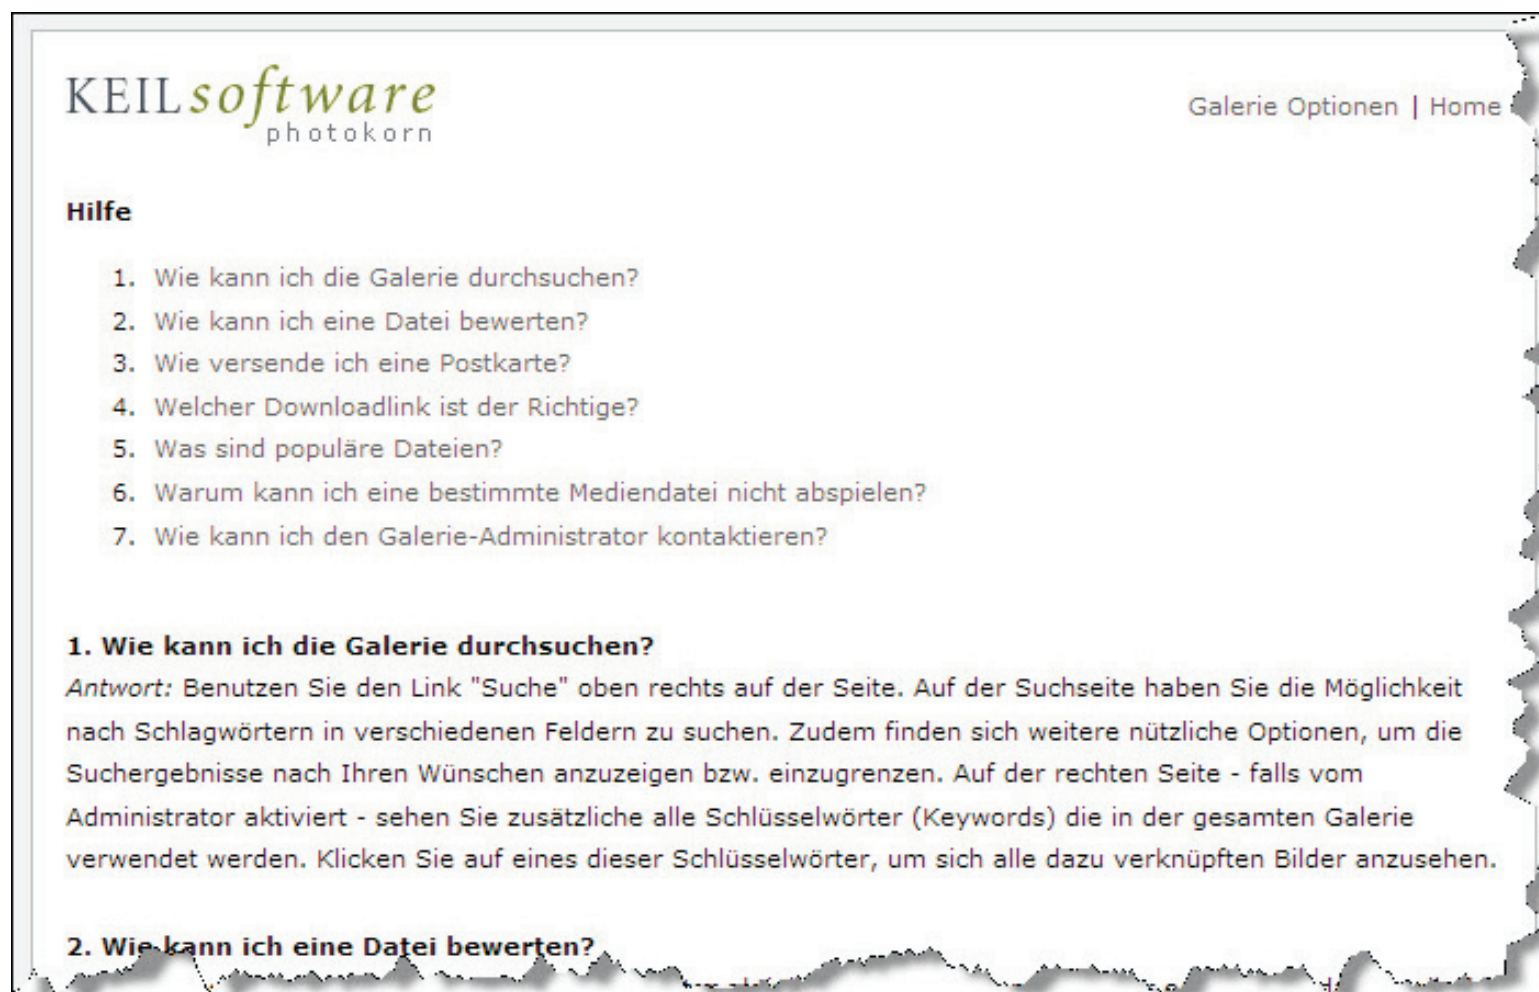 KEILsoftware
photokorn
Galerie Optionen | Home
Hilfe
1. Wie kann ich die Galerie durchsuchen?
2. Wie kann ich eine Datei bewerten?
3. Wie versende ich eine Postkarte?
4. Welcher Downloadlink ist der Richtige?
5. Was sind populäre Dateien?
6. Warum kann ich eine bestimmte Mediendatei nicht abspielen?
7. Wie kann ich den Galerie-Administrator kontaktieren?
1. Wie kann ich die Galerie durchsuchen?
Antwort: Benutzen Sie den Link "Suche" oben rechts auf der Seite. Auf der Suchseite haben Sie die Möglichkeit
nach Schlagwörtern in verschiedenen Feldern zu suchen. Zudem finden sich weitere nützliche Optionen, um die
Suchergebnisse nach Ihren Wünschen anzuzeigen bzw. einzugrenzen. Auf der rechten Seite - falls vom
Administrator aktiviert - sehen Sie zusätzliche alle Schlüsselwörter (Keywords) die in der gesamten Galerie
verwendet werden. Klicken Sie auf eines dieser Schlüsselwörter, um sich alle dazu verknüpften Bilder anzusehen.
2. Wie kann ich eine Datei bewerten?